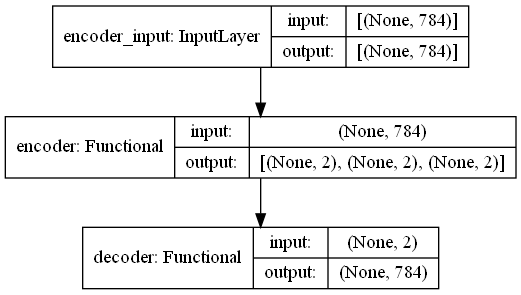 encoder_input: InputLayer
input: [(None, 784)]
output: [(None, 784)]
encoder: Functional
input: (None, 784)
output: [(None, 2), (None, 2), (None, 2)]
decoder: Functional
input: (None, 2)
output: (None, 784)